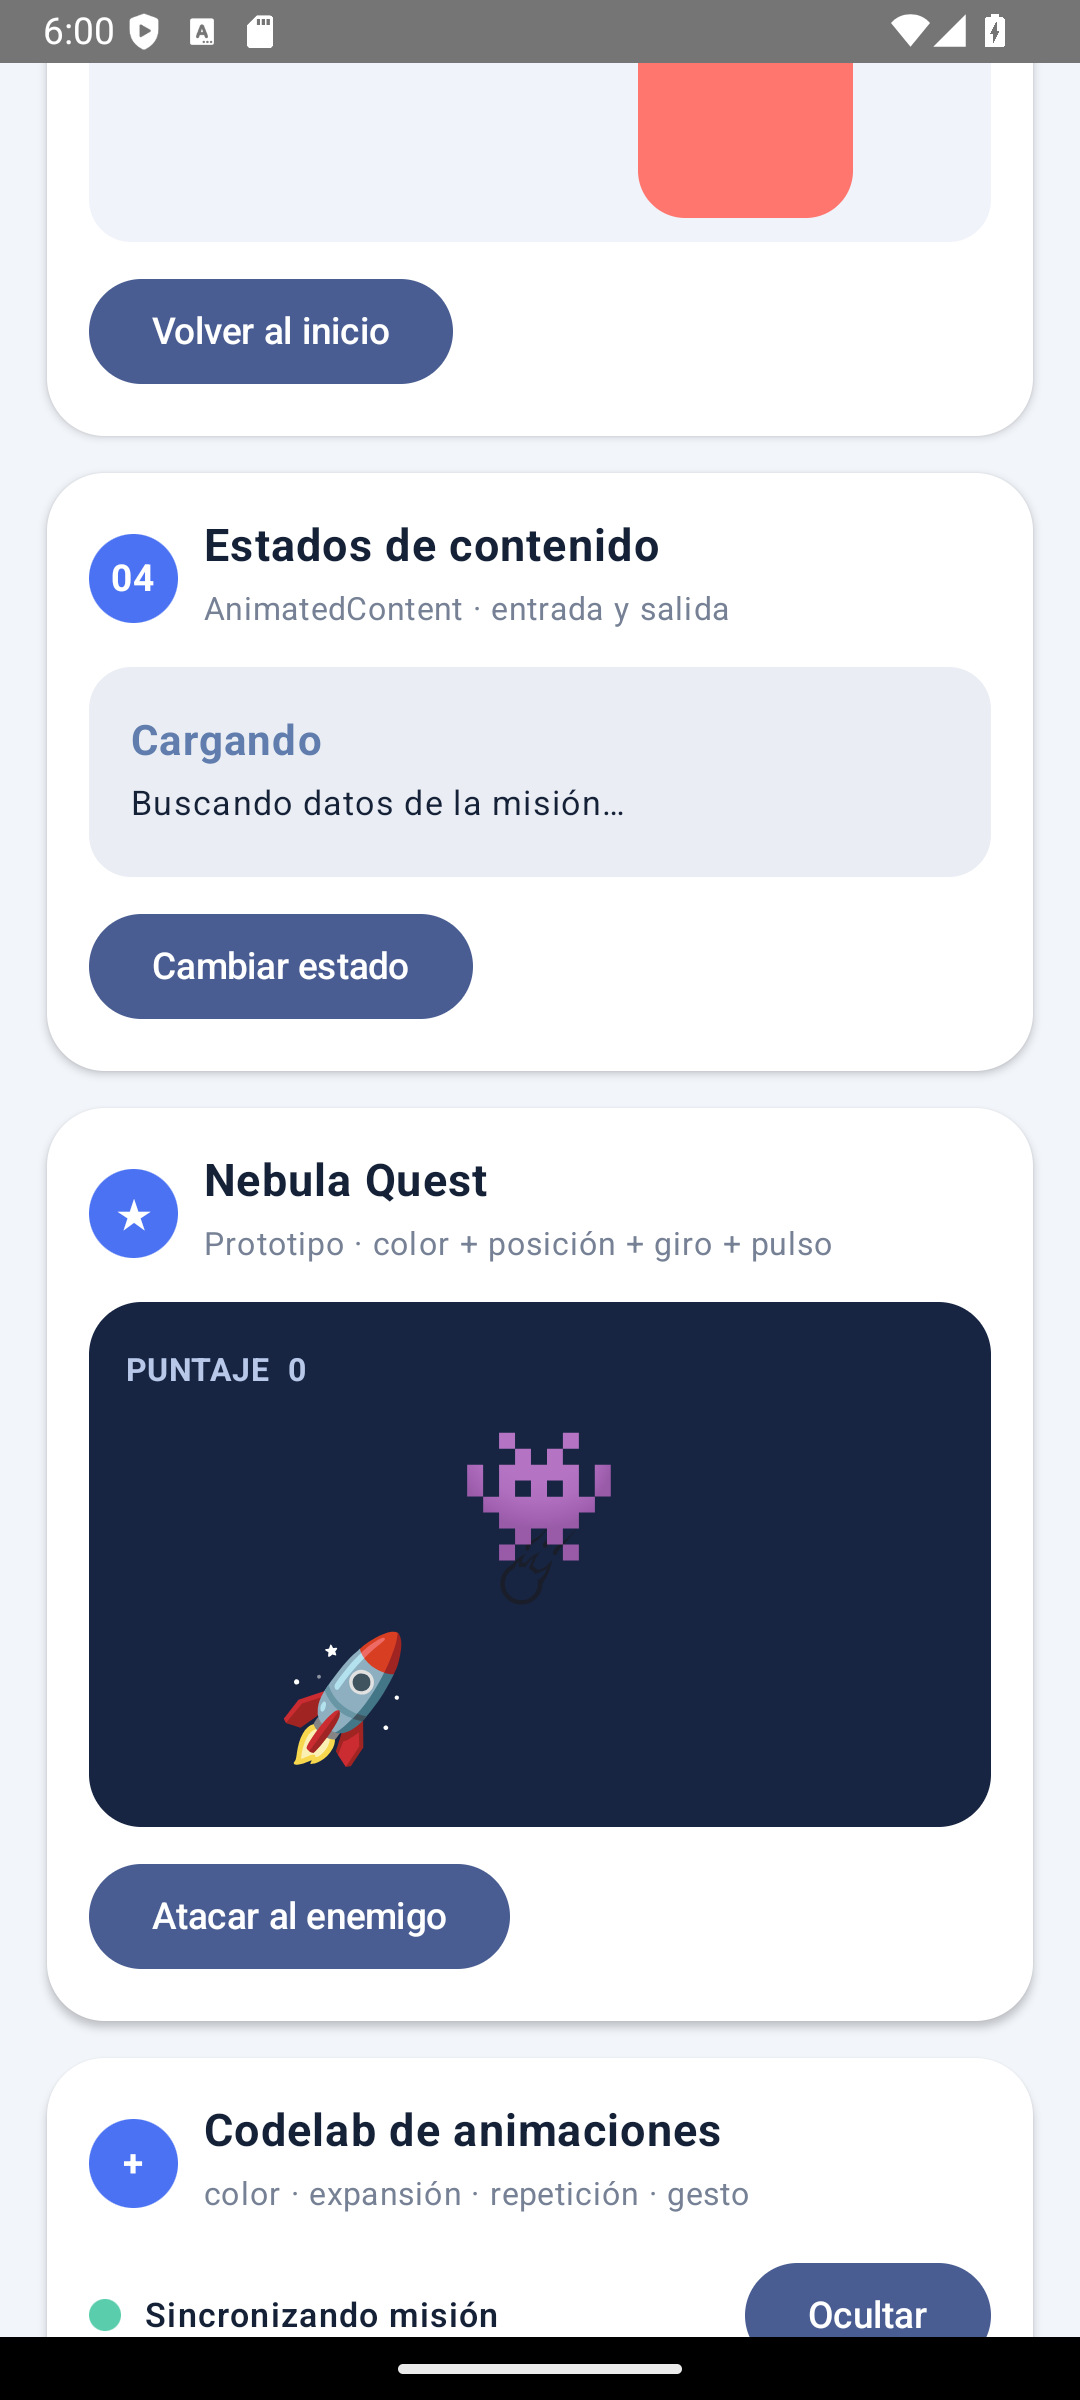 6:00
Volver al inicio
04
Estados de contenido
AnimatedContent · entrada y salida
Cargando
Buscando datos de la misión…
Cambiar estado
★
Nebula Quest
Prototipo · color + posición + giro + pulso
PUNTAJE 0
Atacar al enemigo
+
Codelab de animaciones
color · expansión · repetición · gesto
Sincronizando misión
Ocultar